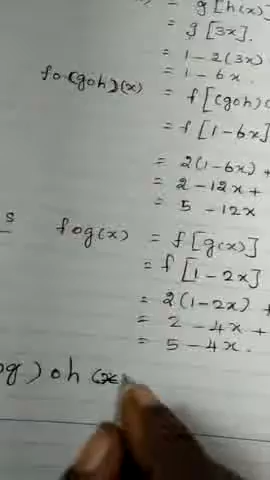 = g[h(x)]
= g[3x].
= 1-2(3x)
= 1-6x.
fo(goh)(x) = f[(goh)(
= f[1-6x]
= 2(1-6x)+
= 2-12x+
= 5-12x
S
fog(x) = f[g(x)]
= f[1-2x]
= 2(1-2x)+
= 2-4x+
= 5-4x.
og)oh(x